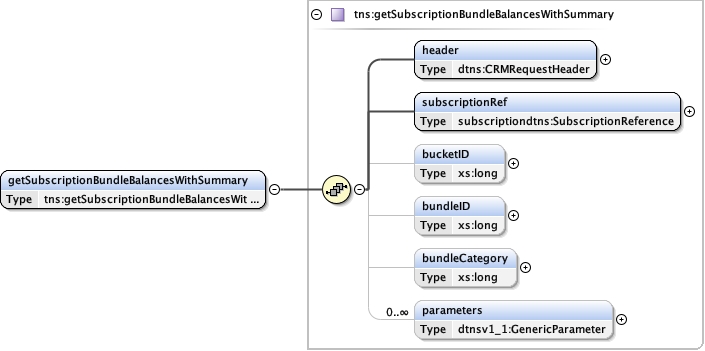 tns:getSubscriptionBundleBalancesWithSummary
header
Type dtns:CRMRequestHeader
subscriptionRef
Type subscriptiondtns:SubscriptionReference
bucketID
Type xs:long
getSubscriptionBundleBalancesWithSummary
Type tns:getSubscriptionBundleBalancesWit ...
bundleID
Type xs:long
bundleCategory
Type xs:long
0..∞
parameters
Type dtnsv1_1:GenericParameter